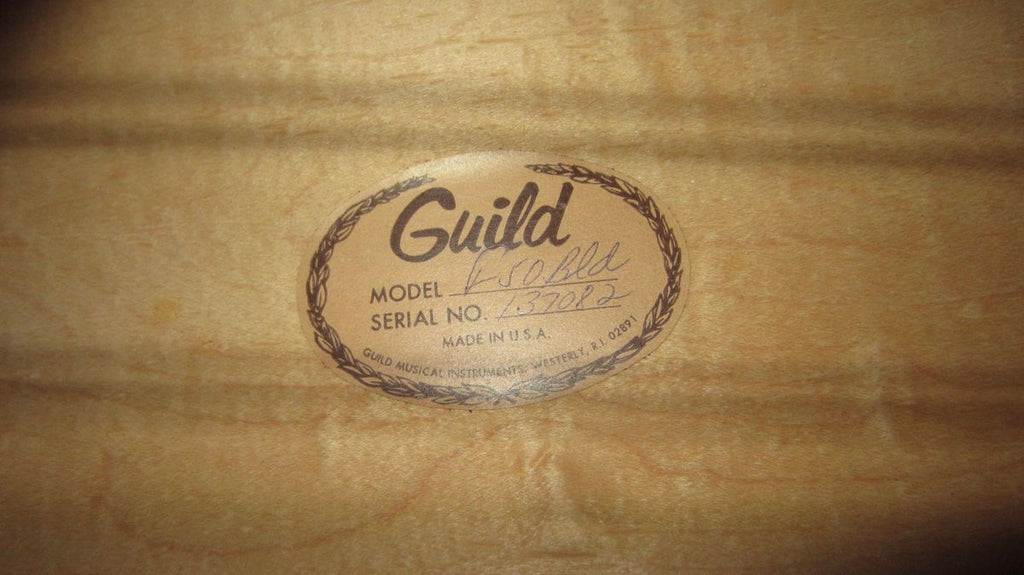 Guild
MODEL F50Bld
SERIAL NO. 137082
MADE IN U.S.A.
GUILD MUSICAL INSTRUMENTS, WESTERLY, R.I. 02891